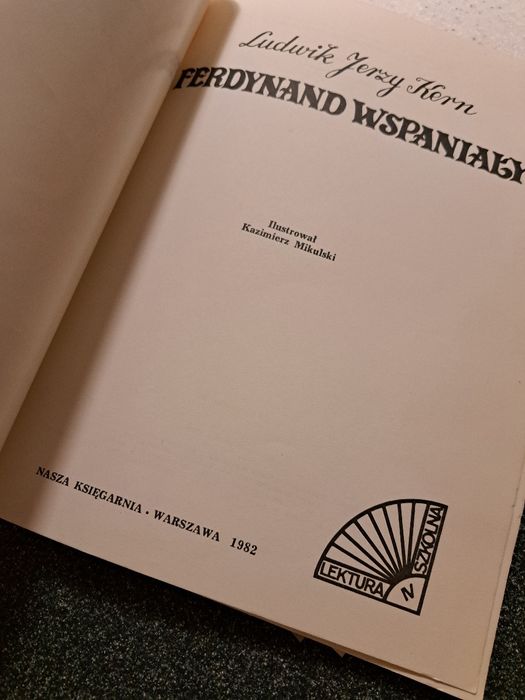 Ludwik Jerzy Kern
FERDYNAND WSPANIAŁY
Ilustrował
Kazimierz Mikulski
NASZA KSIĘGARNIA • WARSZAWA 1982
LEKTURA
N
SZKOLNA